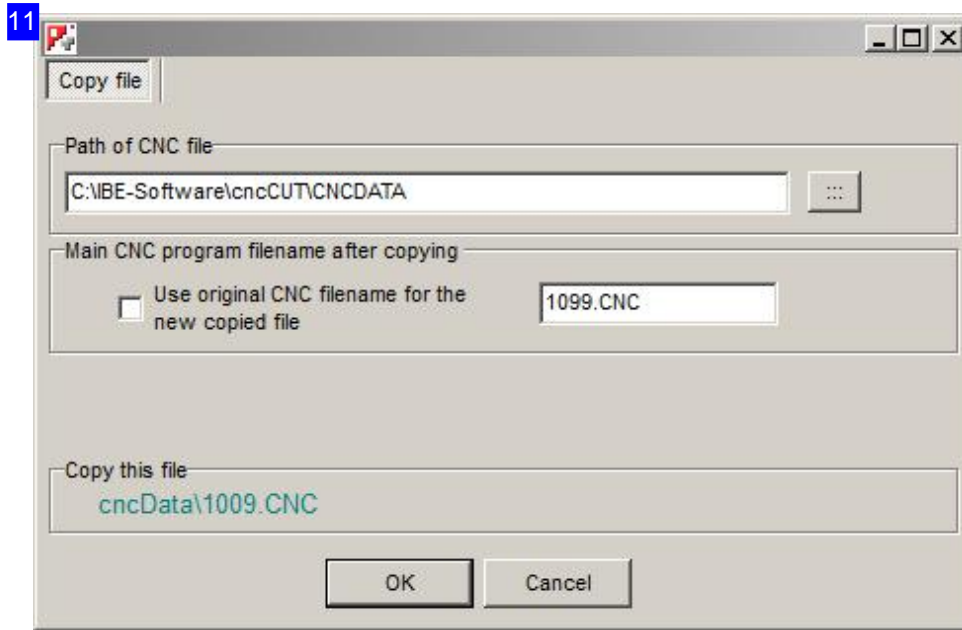 11
Copy file
Path of CNC file
C:\IBE-Software\cncCUT\CNCDATA
:::
Main CNC program filename after copying
Use original CNC filename for the
new copied file
1099.CNC
Copy this file
cncData\1009.CNC
OK
Cancel